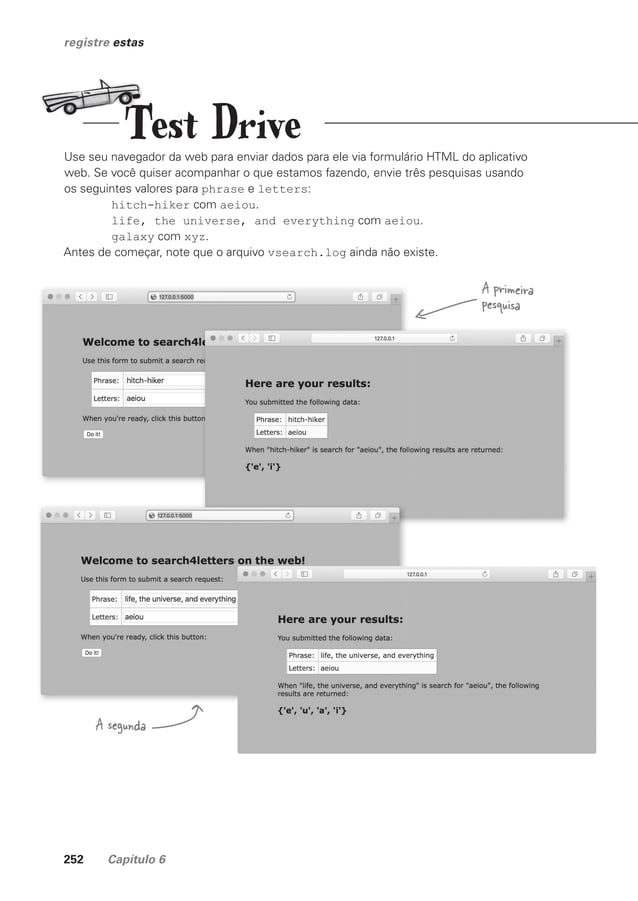 registre estas
Test Drive
Use seu navegador da web para enviar dados para ele via formulário HTML do aplicativo
web. Se você quiser acompanhar o que estamos fazendo, envie três pesquisas usando
os seguintes valores para phrase e letters:
hitch-hiker com aeiou.
life, the universe, and everything com aeiou.
galaxy com xyz.
Antes de começar, note que o arquivo vsearch.log ainda não existe.
A primeira
pesquisa
127.0.0.1:5000
Welcome to search4le
Use this form to submit a search re
Phrase: hitch-hiker
Letters: aeiou
When you're ready, click this button
Do it!
127.0.0.1
Here are your results:
You submitted the following data:
Phrase: hitch-hiker
Letters: aeiou
When "hitch-hiker" is search for "aeiou", the following results are returned:
{'e', 'i'}
127.0.0.1:5000
Welcome to search4letters on the web!
Use this form to submit a search request:
Phrase: life, the universe, and everything
Letters: aeiou
When you're ready, click this button:
Do it!
127.0.0.1
Here are your results:
You submitted the following data:
Phrase: life, the universe, and everything
Letters: aeiou
When "life, the universe, and everything" is search for "aeiou", the following
results are returned:
{'e', 'u', 'a', 'i'}
A segunda
252 Capítulo 6